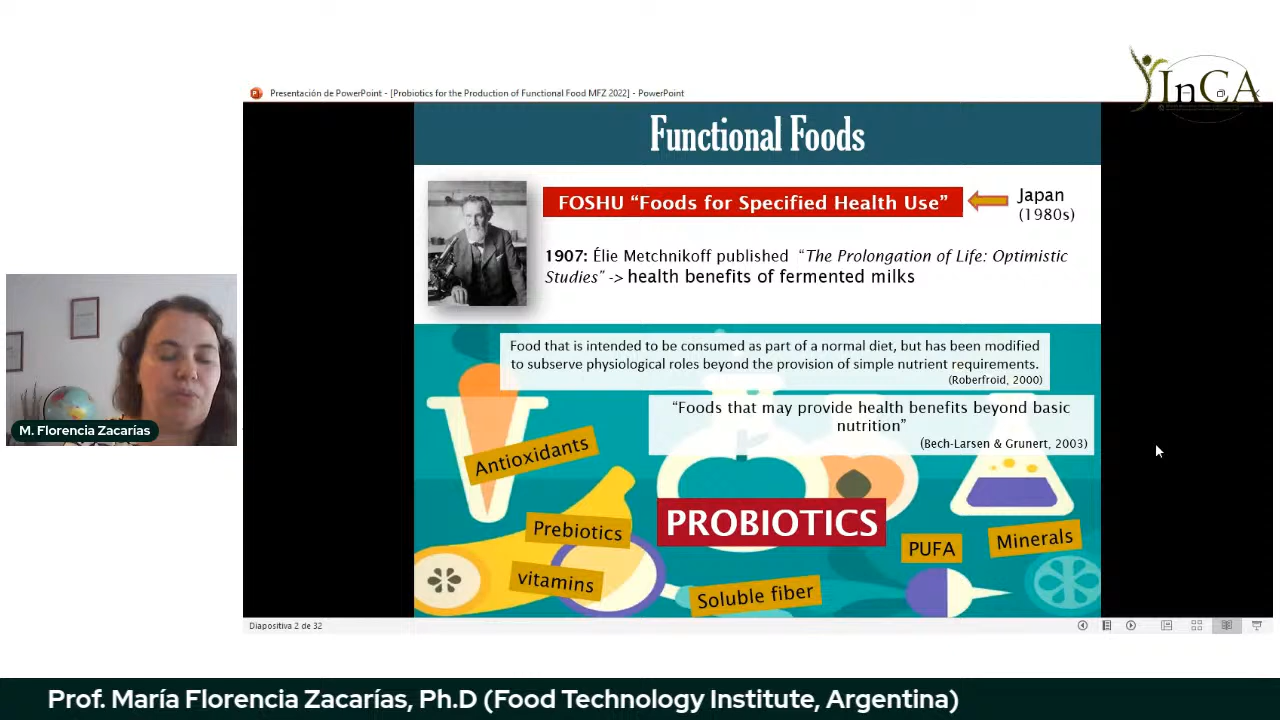 InCA
Presentación de PowerPoint - [Probiotics for the Production of Functional Food MFZ 2022] - PowerPoint
Functional Foods
FOSHU “Foods for Specified Health Use”
Japan
(1980s)
1907: Élie Metchnikoff published “The Prolongation of Life: Optimistic
Studies” -> health benefits of fermented milks
Food that is intended to be consumed as part of a normal diet, but has been modified
to subserve physiological roles beyond the provision of simple nutrient requirements.
(Roberfroid, 2000)
“Foods that may provide health benefits beyond basic
nutrition”
(Bech-Larsen & Grunert, 2003)
M. Florencia Zacarías
Antioxidants
Prebiotics
PROBIOTICS
PUFA
Minerals
vitamins
Soluble fiber
Diapositiva 2 de 32
Prof. María Florencia Zacarías, Ph.D (Food Technology Institute, Argentina)